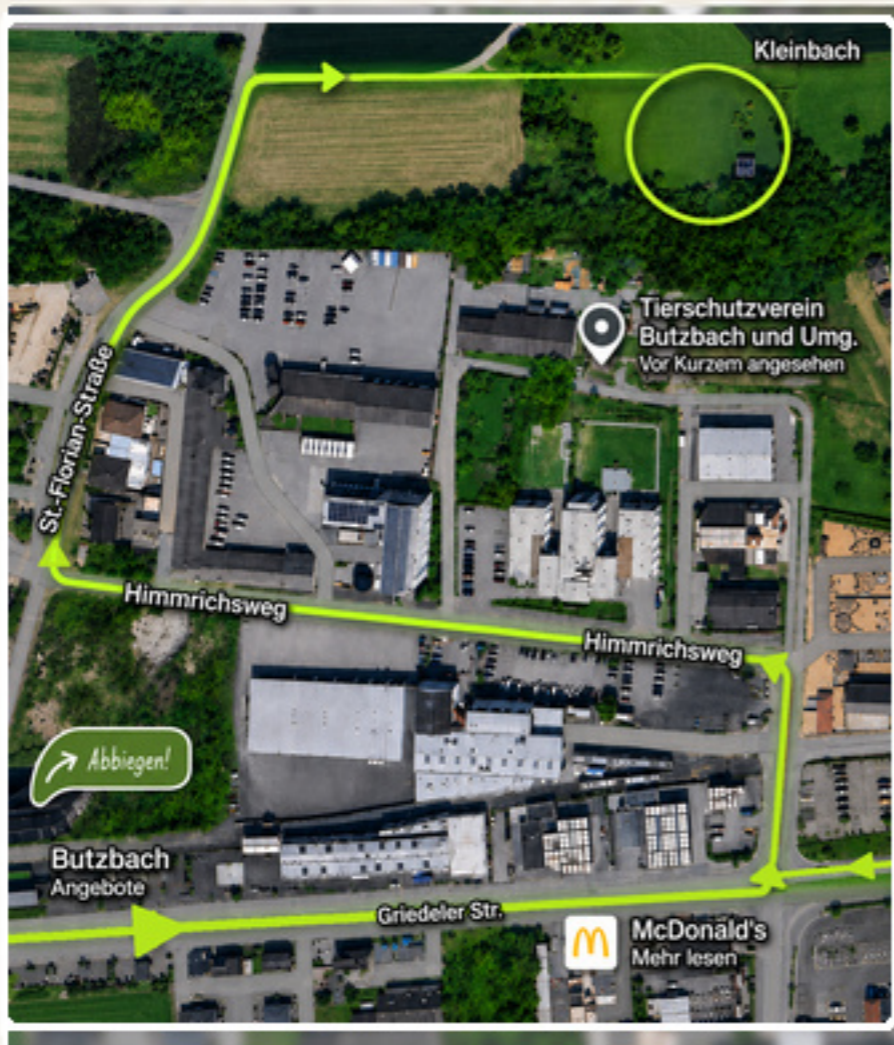 Kleinbach
Tierschutzverein
Butzbach und Umg.
Vor Kurzem angesehen
St.-Florian-Straße
Himmrichsweg
Himmrichsweg
Abbiegen!
Butzbach
Angebote
Griedeler Str.
McDonald's
Mehr lesen